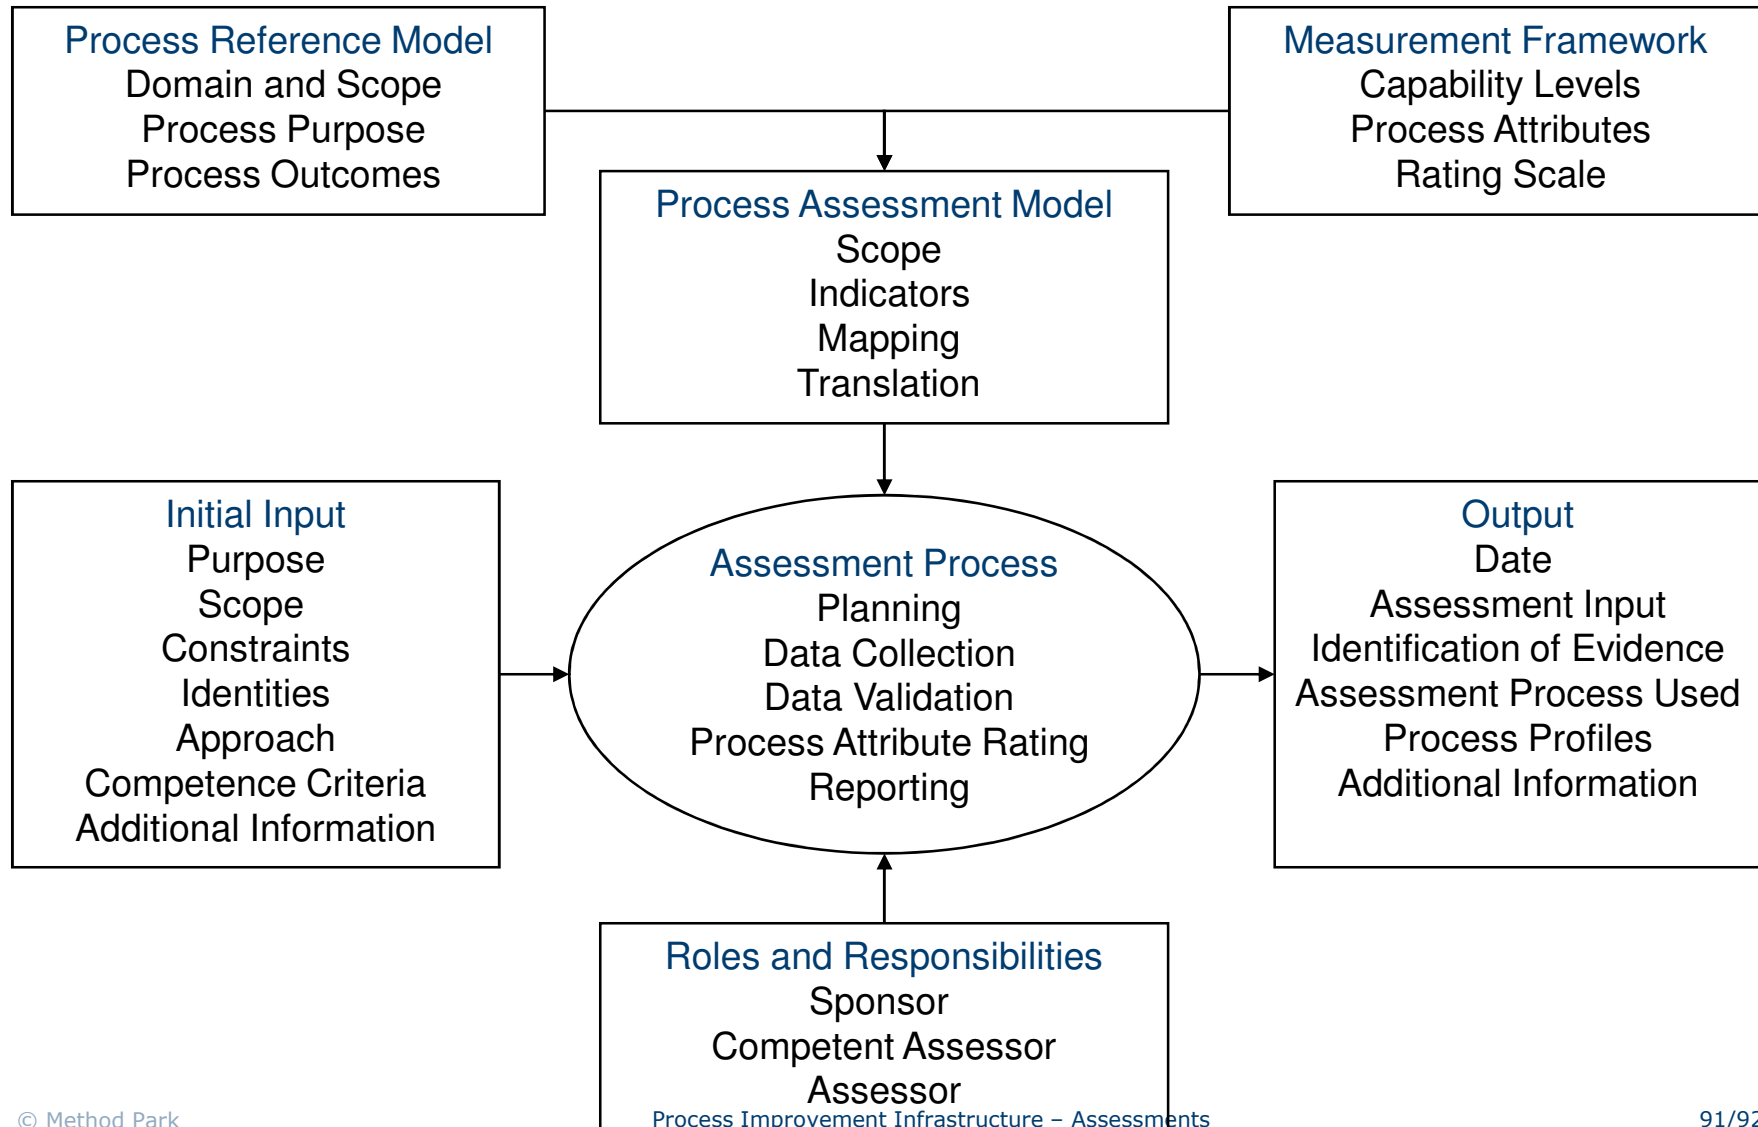 Process Reference Model
Domain and Scope
Process Purpose
Process Outcomes
Measurement Framework
Capability Levels
Process Attributes
Rating Scale
Process Assessment Model
Scope
Indicators
Mapping
Translation
Initial Input
Purpose
Scope
Constraints
Identities
Approach
Competence Criteria
Additional Information
Assessment Process
Planning
Data Collection
Data Validation
Process Attribute Rating
Reporting
Output
Date
Assessment Input
Identification of Evidence
Assessment Process Used
Process Profiles
Additional Information
Roles and Responsibilities
Sponsor
Competent Assessor
Assessor
© Method Park
Process Improvement Infrastructure – Assessments
91/92